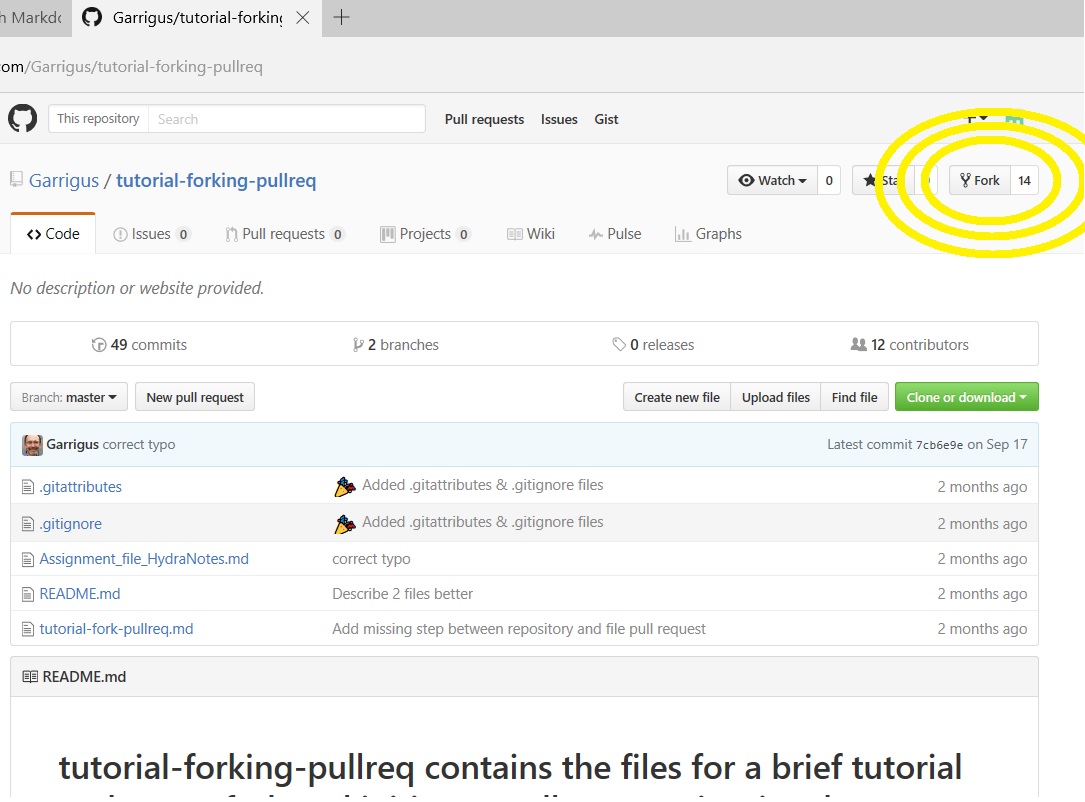 h Markdo Garrigus/tutorial-forking
om/Garrigus/tutorial-forking-pullreq
This repository Search Pull requests Issues Gist
Garrigus / tutorial-forking-pullreq Watch 0 Sta Fork 14
Code Issues 0 Pull requests 0 Projects 0 Wiki Pulse Graphs
No description or website provided.
49 commits 2 branches 0 releases 12 contributors
Branch: master New pull request Create new file Upload files Find file Clone or download
Garrigus correct typo Latest commit 7cb6e9e on Sep 17
.gitattributes Added .gitattributes & .gitignore files 2 months ago
.gitignore Added .gitattributes & .gitignore files 2 months ago
Assignment_file_HydraNotes.md correct typo 2 months ago
README.md Describe 2 files better 2 months ago
tutorial-fork-pullreq.md Add missing step between repository and file pull request 2 months ago
README.md
tutorial-forking-pullreq contains the files for a brief tutorial